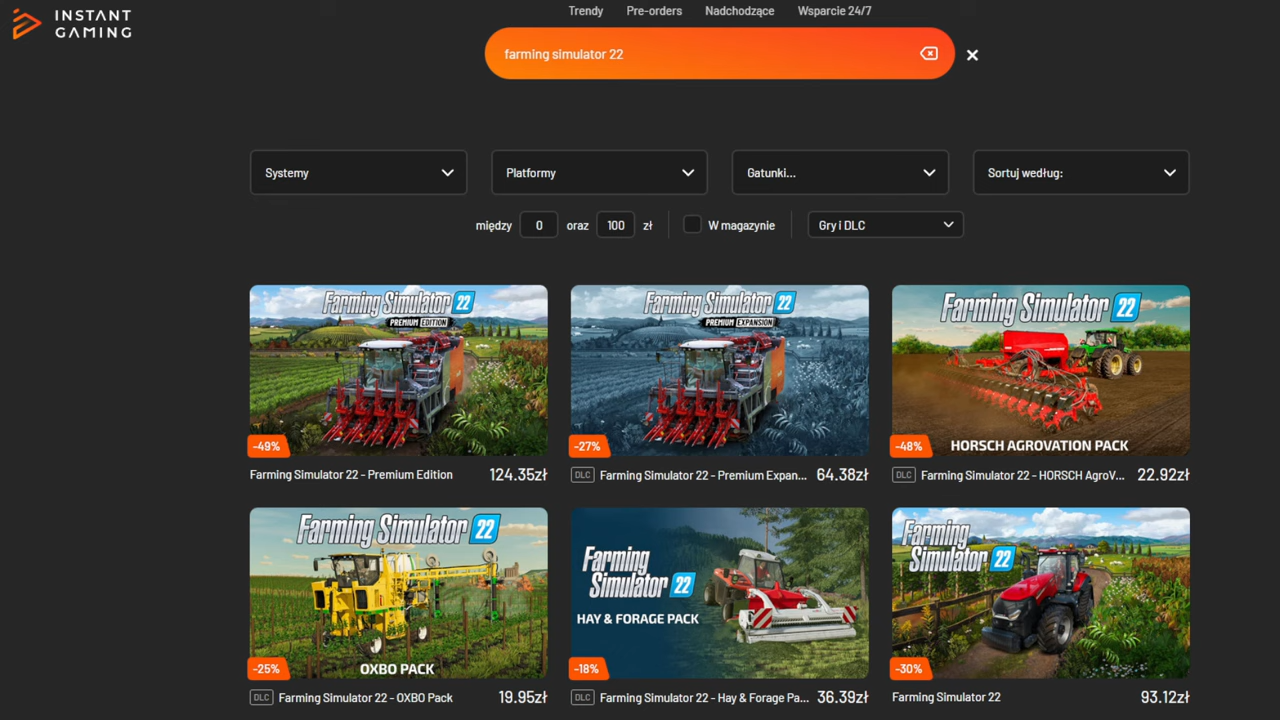 INSTANT
GAMING
Trendy Pre-orders Nadchodzące Wsparcie 24/7
farming simulator 22
Systemy Platformy Gatunki... Sortuj według:
między 0 oraz 100 zł W magazynie Gry i DLC
Farming Simulator 22
PREMIUM EDITION
-49%
Farming Simulator 22 - Premium Edition 124.35zł
Farming Simulator 22
PREMIUM EXPANSION
-27%
DLC Farming Simulator 22 - Premium Expan... 64.38zł
Farming Simulator 22
HORSCH AGROVATION PACK
-48%
DLC Farming Simulator 22 - HORSCH AgroV... 22.92zł
Farming Simulator 22
OXBO PACK
-25%
DLC Farming Simulator 22 - OXBO Pack 19.95zł
Farming
Simulator 22
HAY & FORAGE PACK
-18%
DLC Farming Simulator 22 - Hay & Forage Pa... 36.39zł
Farming
Simulator 22
-30%
Farming Simulator 22 93.12zł